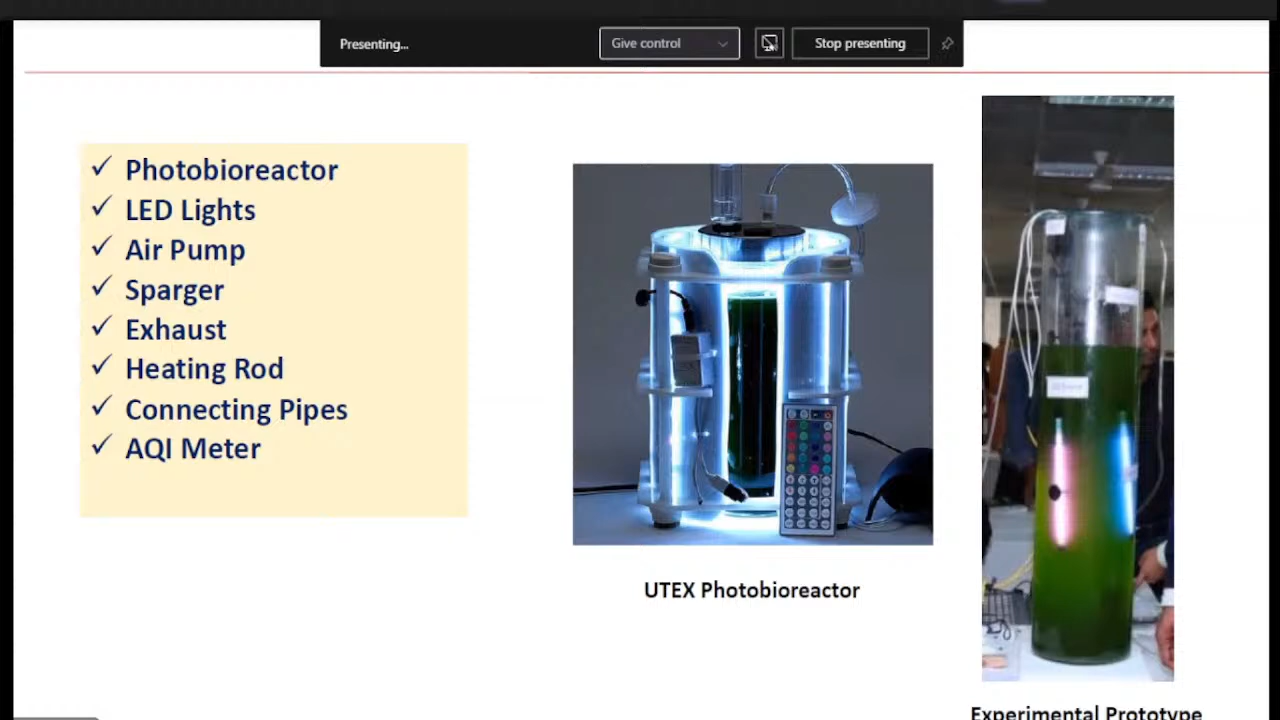 Presenting...
Give control
Stop presenting
Photobioreactor
LED Lights
Air Pump
Sparger
Exhaust
Heating Rod
Connecting Pipes
AQI Meter
UTEX Photobioreactor
Experimental Prototype